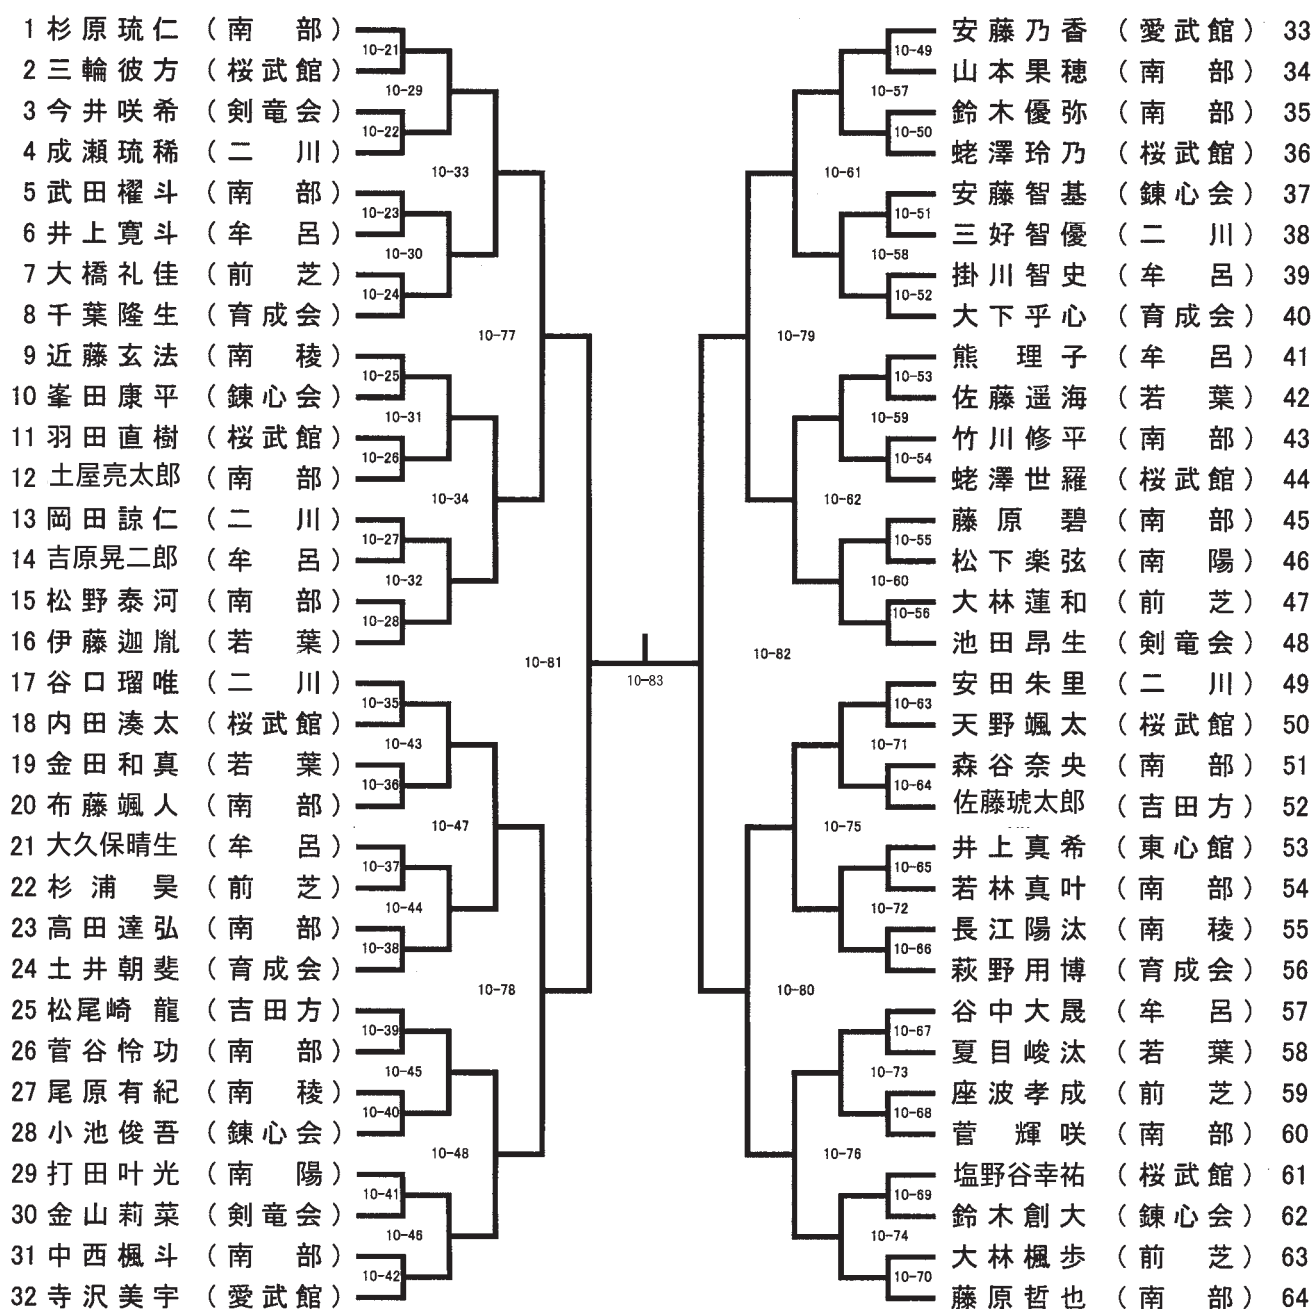 1 杉原琉仁 （南部）
2 三輪彼方 （桜武館）
3 今井咲希 （剣竜会）
4 成瀬琉稀 （二川）
5 武田櫂斗 （南部）
6 井上寛斗 （牟呂）
7 大橋礼佳 （前芝）
8 千葉隆生 （育成会）
9 近藤玄法 （南稜）
10 峯田康平 （錬心会）
11 羽田直樹 （桜武館）
12 土屋亮太郎 （南部）
13 岡田諒仁 （二川）
14 吉原晃二郎 （牟呂）
15 松野泰河 （南部）
16 伊藤迦胤 （若葉）
17 谷口瑠唯 （二川）
18 内田湊太 （桜武館）
19 金田和真 （若葉）
20 布藤颯人 （南部）
21 大久保晴生 （牟呂）
22 杉浦昊 （前芝）
23 高田達弘 （南部）
24 土井朝斐 （育成会）
25 松尾崎龍 （吉田方）
26 菅谷怜功 （南部）
27 尾原有紀 （南稜）
28 小池俊吾 （錬心会）
29 打田叶光 （南陽）
30 金山莉菜 （剣竜会）
31 中西楓斗 （南部）
32 寺沢美宇 （愛武館）
10-21
10-22
10-23
10-24
10-25
10-26
10-27
10-28
10-29
10-30
10-31
10-32
10-33
10-34
10-35
10-36
10-37
10-38
10-39
10-40
10-41
10-42
10-43
10-44
10-45
10-46
10-47
10-48
10-77
10-78
10-81
10-83
10-82
10-79
10-80
10-61
10-62
10-75
10-76
10-57
10-58
10-59
10-60
10-71
10-72
10-73
10-74
10-49
10-50
10-51
10-52
10-53
10-54
10-55
10-56
10-63
10-64
10-65
10-66
10-67
10-68
10-69
10-70
安藤乃香 （愛武館） 33
山本果穂 （南部） 34
鈴木優弥 （南部） 35
蛯澤玲乃 （桜武館） 36
安藤智基 （錬心会） 37
三好智優 （二川） 38
掛川智史 （牟呂） 39
大下乎心 （育成会） 40
熊理子 （牟呂） 41
佐藤遥海 （若葉） 42
竹川修平 （南部） 43
蛯澤世羅 （桜武館） 44
藤原碧 （南部） 45
松下楽弦 （南陽） 46
大林蓮和 （前芝） 47
池田昂生 （剣竜会） 48
安田朱里 （二川） 49
天野颯太 （桜武館） 50
森谷奈央 （南部） 51
佐藤琥太郎 （吉田方） 52
井上真希 （東心館） 53
若林真叶 （南部） 54
長江陽汰 （南稜） 55
萩野用博 （育成会） 56
谷中大晟 （牟呂） 57
夏目峻汰 （若葉） 58
座波孝成 （前芝） 59
菅輝咲 （南部） 60
塩野谷幸祐 （桜武館） 61
鈴木創大 （錬心会） 62
大林楓歩 （前芝） 63
藤原哲也 （南部） 64